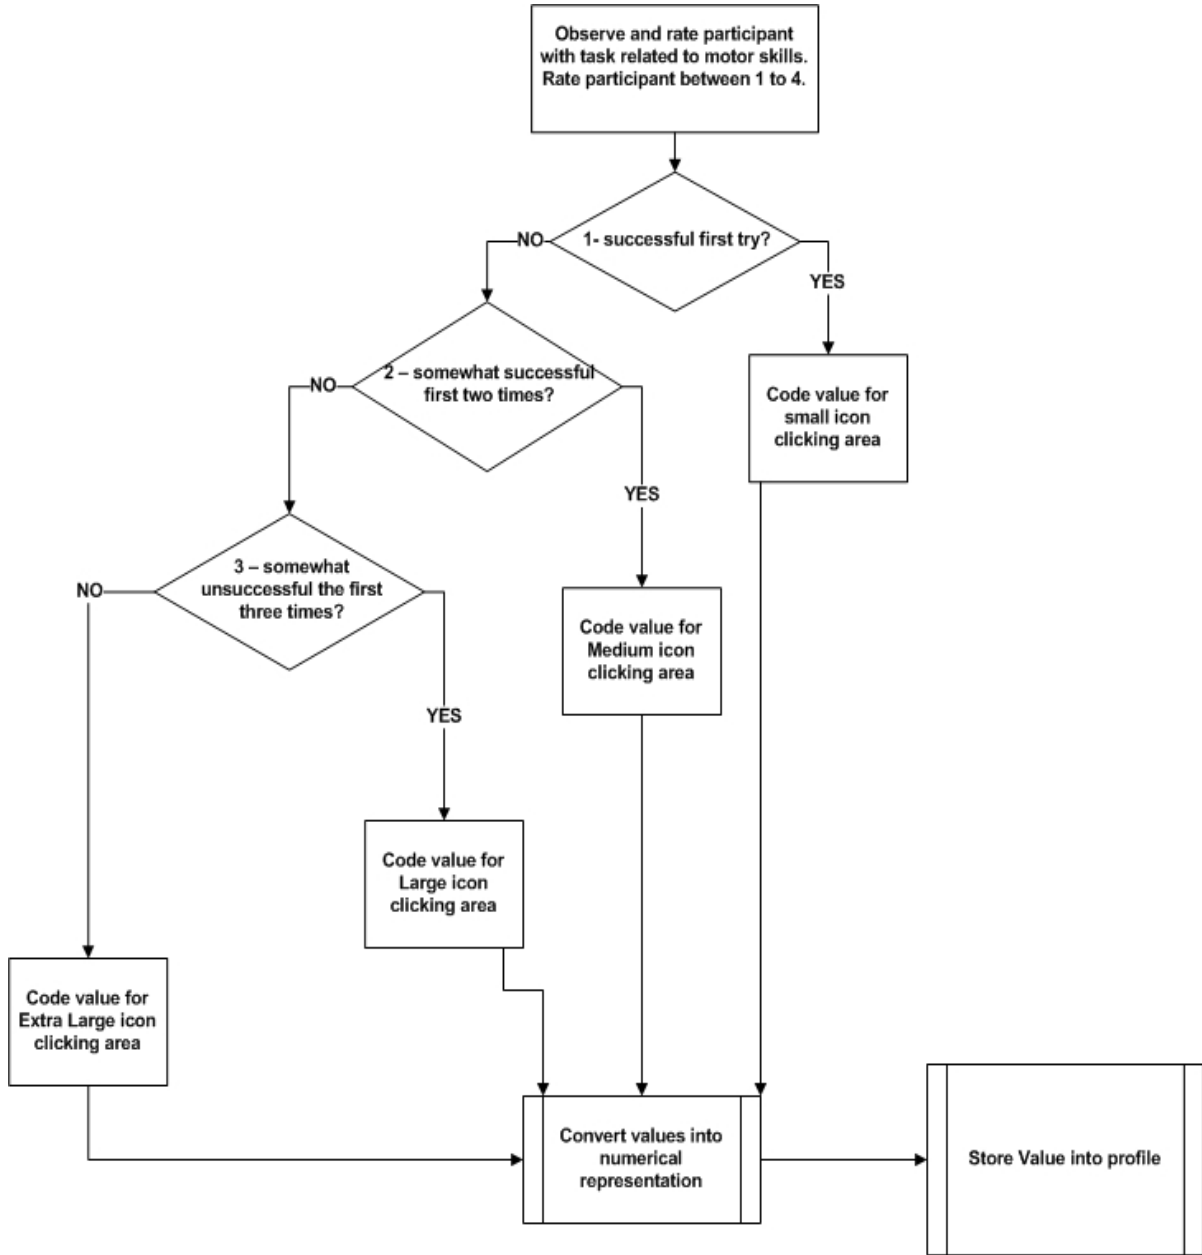 Observe and rate participant
with task related to motor skills.
Rate participant between 1 to 4.
1- successful first try?
NO
YES
2 – somewhat successful
first two times?
NO
YES
Code value for
small icon
clicking area
3 – somewhat
unsuccessful the first
three times?
NO
YES
Code value for
Medium icon
clicking area
Code value for
Large icon
clicking area
Code value for
Extra Large icon
clicking area
Convert values into
numerical
representation
Store Value into profile